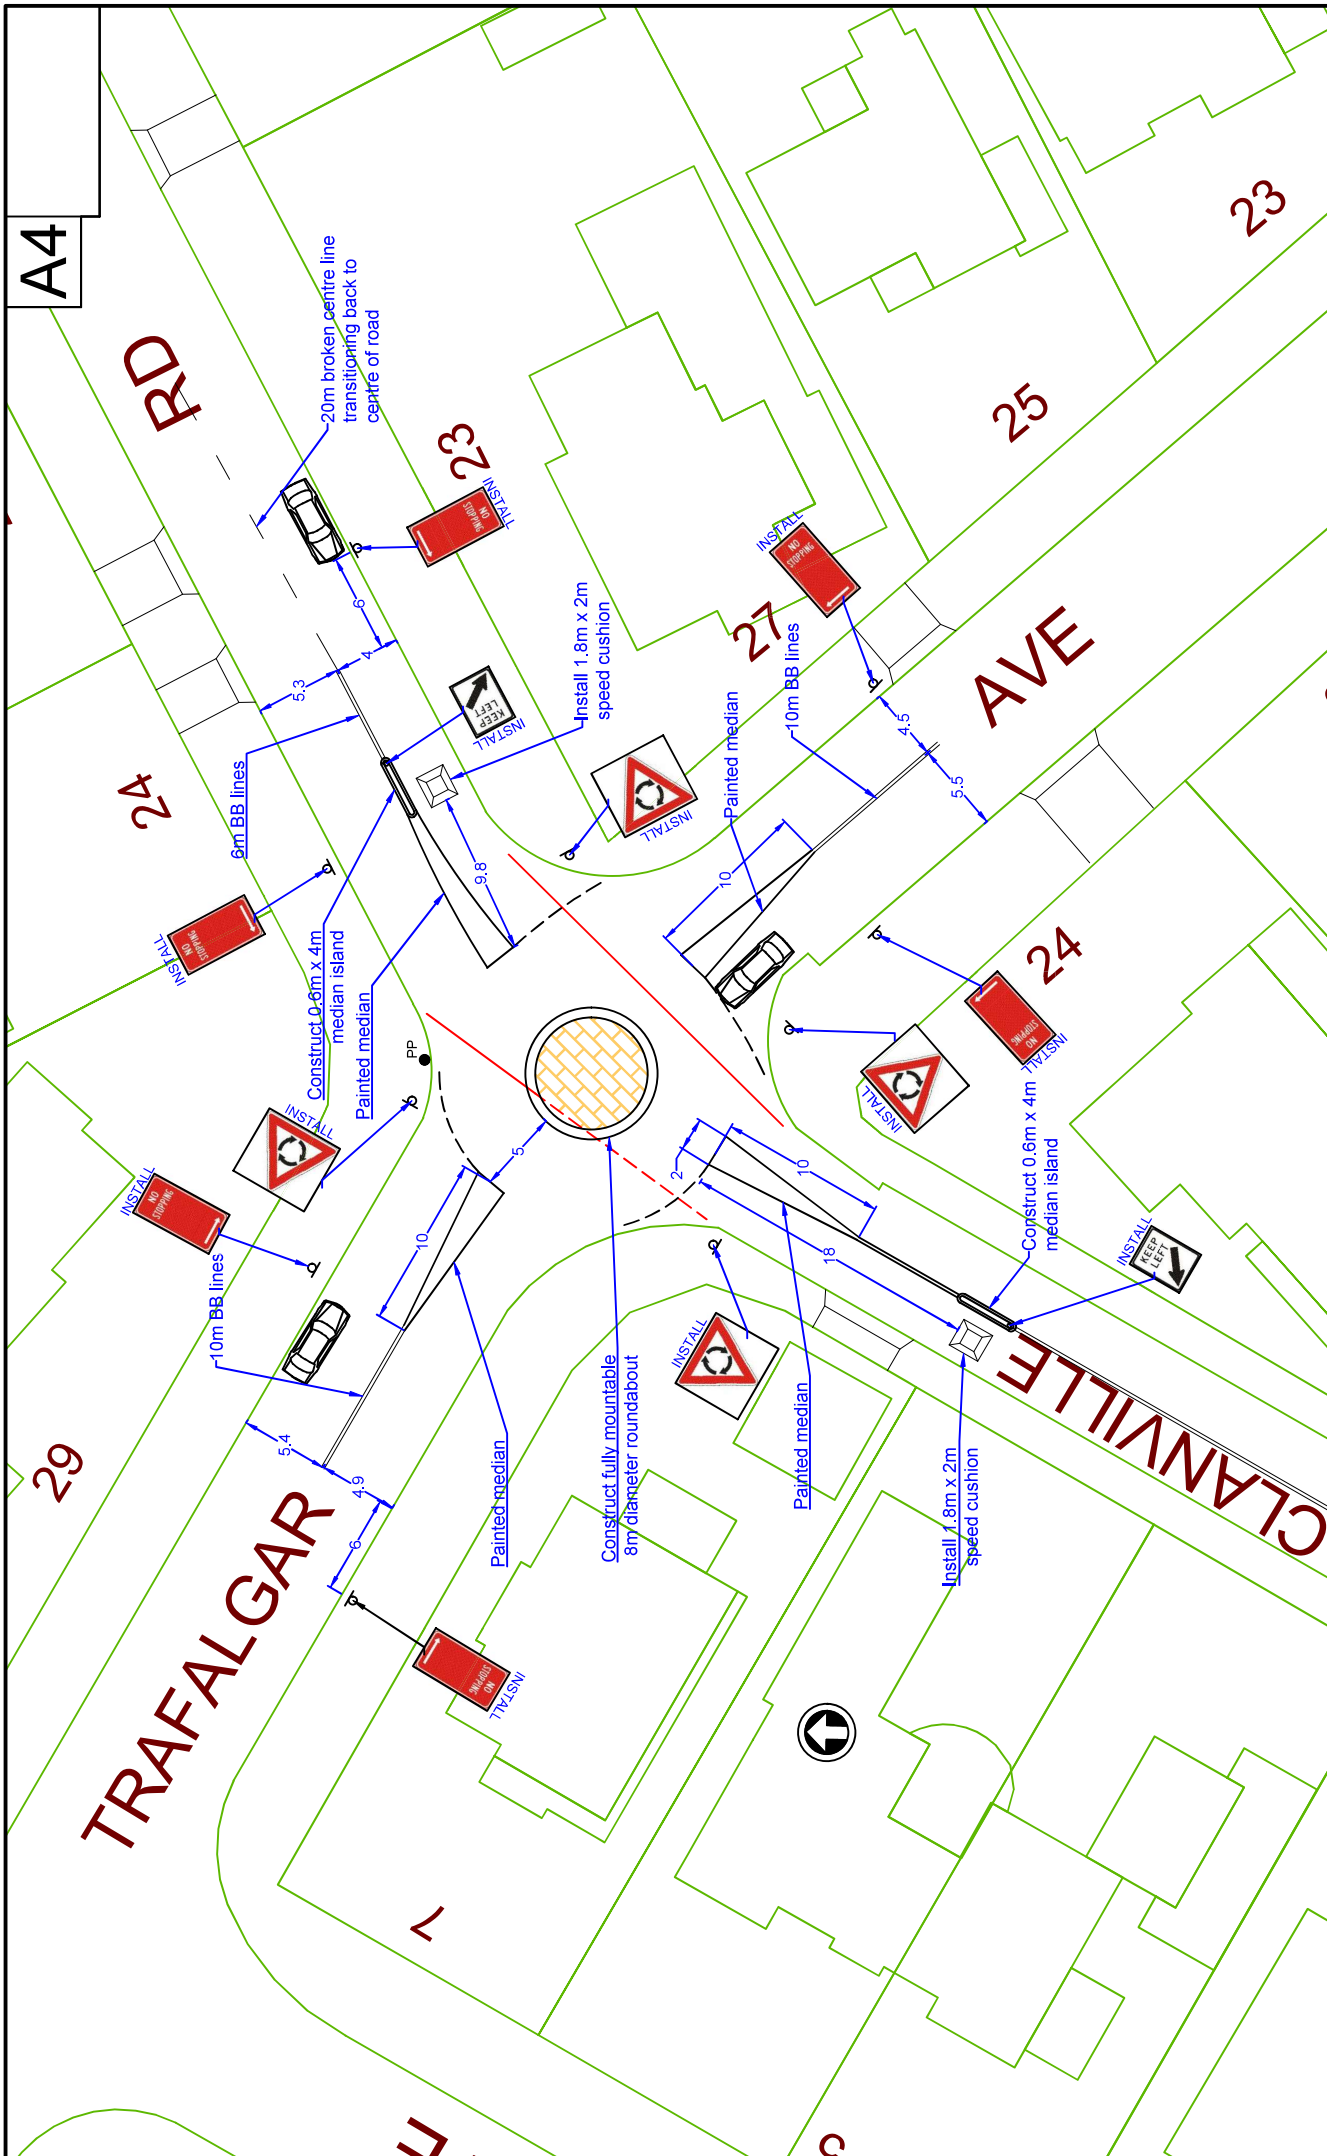 A4
RD
20m broken centre line
transitioning back to
centre of road
23
NO
STOPPING
INSTALL
6
4
5.3
6m BB lines
24
NO
STOPPING
INSTALL
KEEP
LEFT
INSTALL
Install 1.8m x 2m
speed cushion
9.8
INSTALL
Construct 0.6m x 4m
median island
Painted median
PP
23
25
27
INSTALL
NO
STOPPING
10m BB lines
Painted median
AVE
4.5
5.5
10
24
NO
STOPPING
INSTALL
INSTALL
Construct 0.6m x 4m
median island
INSTALL
KEEP
LEFT
INSTALL
INSTALL
NO
STOPPING
10m BB lines
5
10
2
10
18
29
5.4
4.9
6
Painted median
Construct fully mountable
8m diameter roundabout
INSTALL
Painted median
Install 1.8m x 2m
speed cushion
CLANVILLE
TRAFALGAR
NO
STOPPING
INSTALL
7